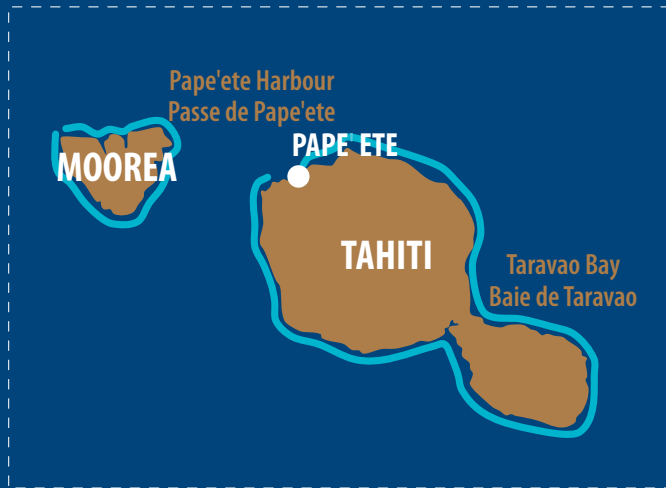 Pape'ete Harbour
Passe de Pape'ete
PAPE ETE
MOOREA
TAHITI
Taravao Bay
Baie de Taravao